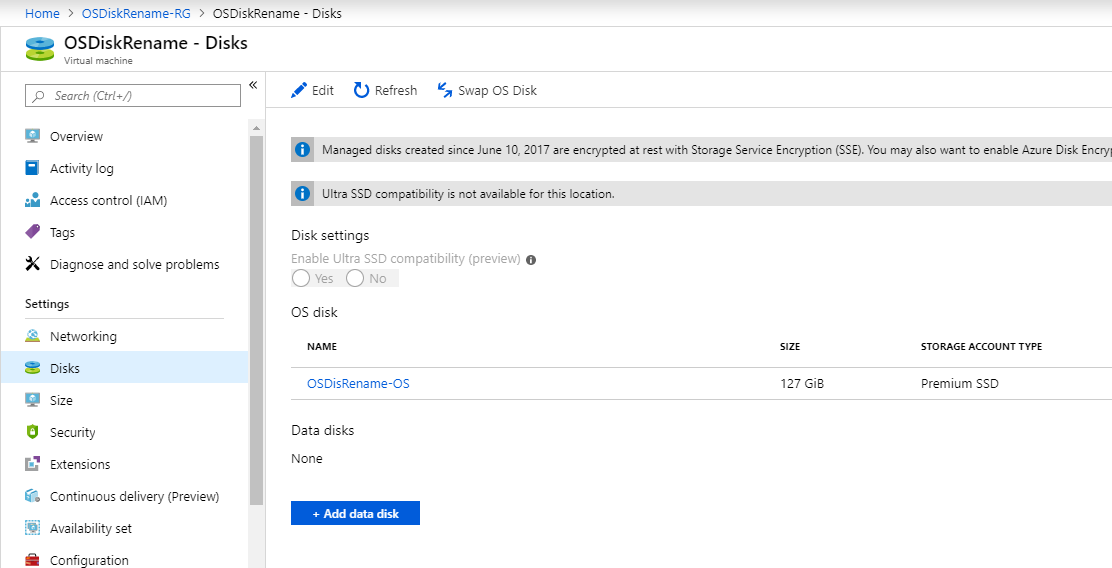 Home > OSDiskRename-RG > OSDiskRename - Disks
OSDiskRename - Disks
Virtual machine
Search (Ctrl+/)
«
Edit
Refresh
Swap OS Disk
Overview
Activity log
Access control (IAM)
Tags
Diagnose and solve problems
Settings
Networking
Disks
Size
Security
Extensions
Continuous delivery (Preview)
Availability set
Configuration
Managed disks created since June 10, 2017 are encrypted at rest with Storage Service Encryption (SSE). You may also want to enable Azure Disk Encryp
Ultra SSD compatibility is not available for this location.
Disk settings
Enable Ultra SSD compatibility (preview)
Yes No
OS disk
NAME SIZE STORAGE ACCOUNT TYPE
OSDisRename-OS 127 GiB Premium SSD
Data disks
None
+ Add data disk